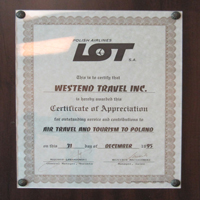 POLISH AIRLINES
LOT
S.A.
This is to certify that
WESTEND TRAVEL INC.
is hereby awarded this
Certificate of Appreciation
for outstanding service and contributions to
AIR TRAVEL AND TOURISM TO POLAND
on this 31 day of DECEMBER 1995